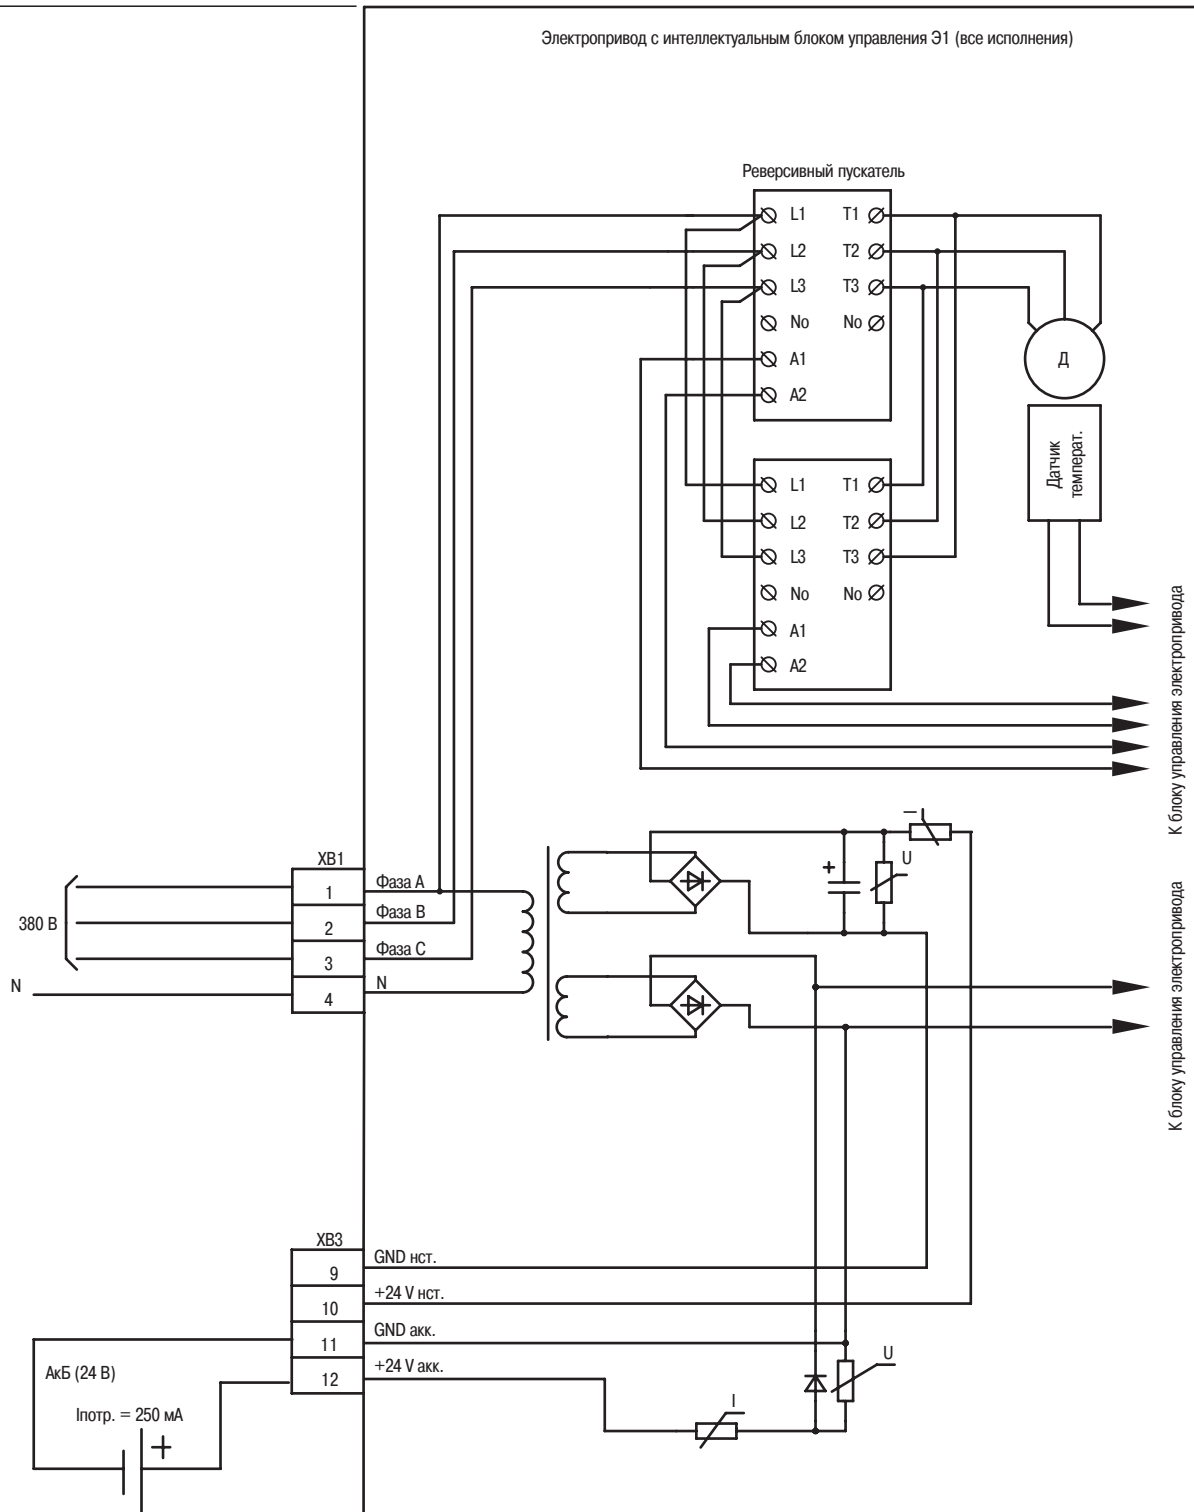 Электропривод с интеллектуальным блоком управления Э1 (все исполнения)
Реверсивный пускатель
L1 T1
L2 T2
L3 T3
No No
A1
A2
Д
Датчик
температ.
L1 T1
L2 T2
L3 T3
No No
A1
A2
К блоку управления электропривода
XB1
380 В
1 Фаза A
2 Фаза B
3 Фаза C
N
4 N
+
U
I
К блоку управления электропривода
XB3
9 GND нст.
10 +24 V нст.
11 GND акк.
12 +24 V акк.
АкБ (24 В)
Iпотр. = 250 мА
+
I
U